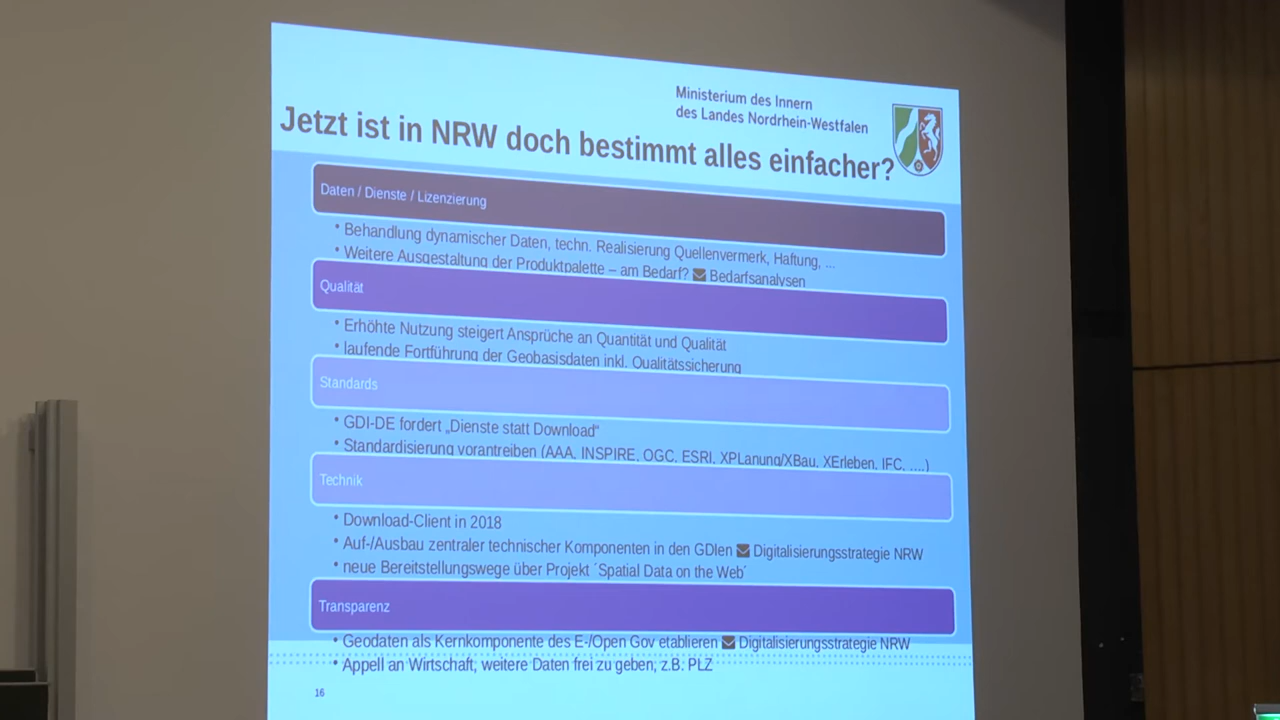 Ministerium des Innern
des Landes Nordrhein-Westfalen
Jetzt ist in NRW doch bestimmt alles einfacher?
Daten / Dienste / Lizenzierung
• Behandlung dynamischer Daten, techn. Realisierung Quellenvermerk, Haftung, ...
• Weitere Ausgestaltung der Produktpalette – am Bedarf? Bedarfsanalysen
Qualität
• Erhöhte Nutzung steigert Ansprüche an Quantität und Qualität
• laufende Fortführung der Geobasisdaten inkl. Qualitätssicherung
Standards
• GDI-DE fordert „Dienste statt Download“
• Standardisierung vorantreiben (AAA, INSPIRE, OGC, ESRI, XPLanung/XBau, XErleben, IFC, ....)
Technik
• Download-Client in 2018
• Auf-/Ausbau zentraler technischer Komponenten in den GDIen Digitalisierungsstrategie NRW
• neue Bereitstellungswege über Projekt ´Spatial Data on the Web´
Transparenz
• Geodaten als Kernkomponente des E-/Open Gov etablieren Digitalisierungsstrategie NRW
• Appell an Wirtschaft, weitere Daten frei zu geben, z.B. PLZ
16